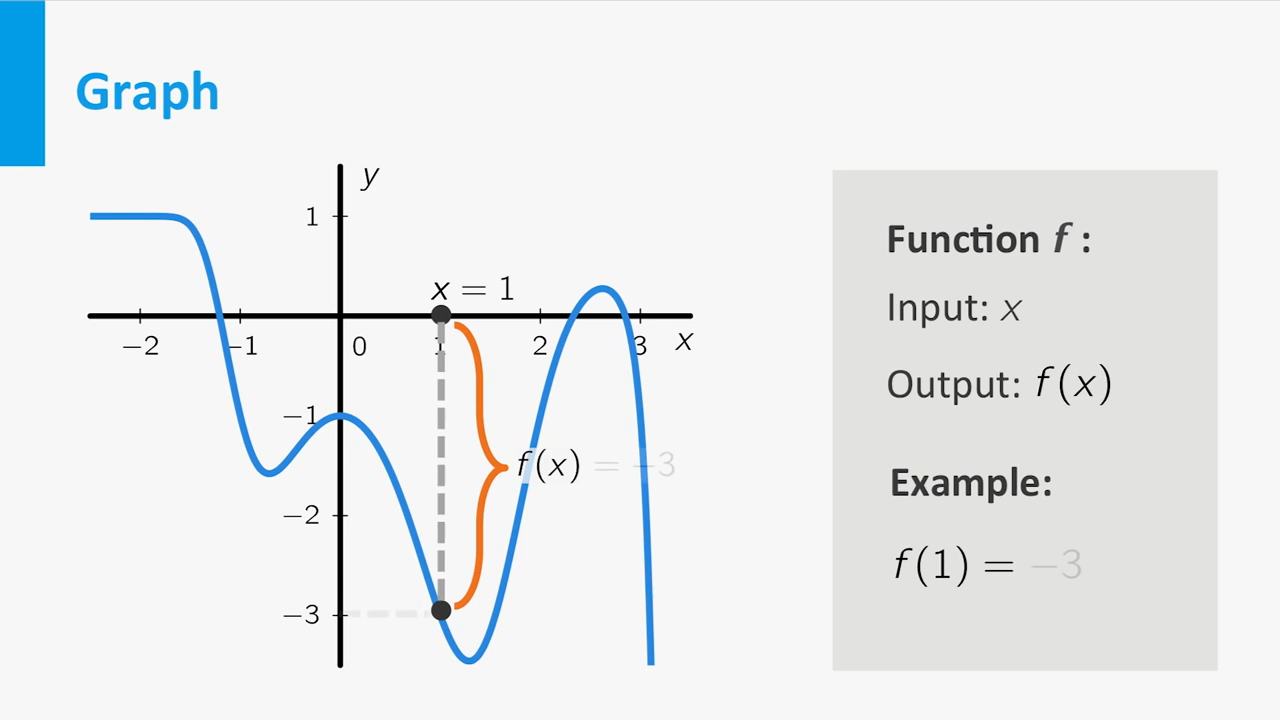 Graph
y
1
x = 1
−2
−1
0
1
2
3
x
−1
f(x) = −3
−2
−3
Function f :
Input: x
Output: f(x)
Example:
f(1) = −3